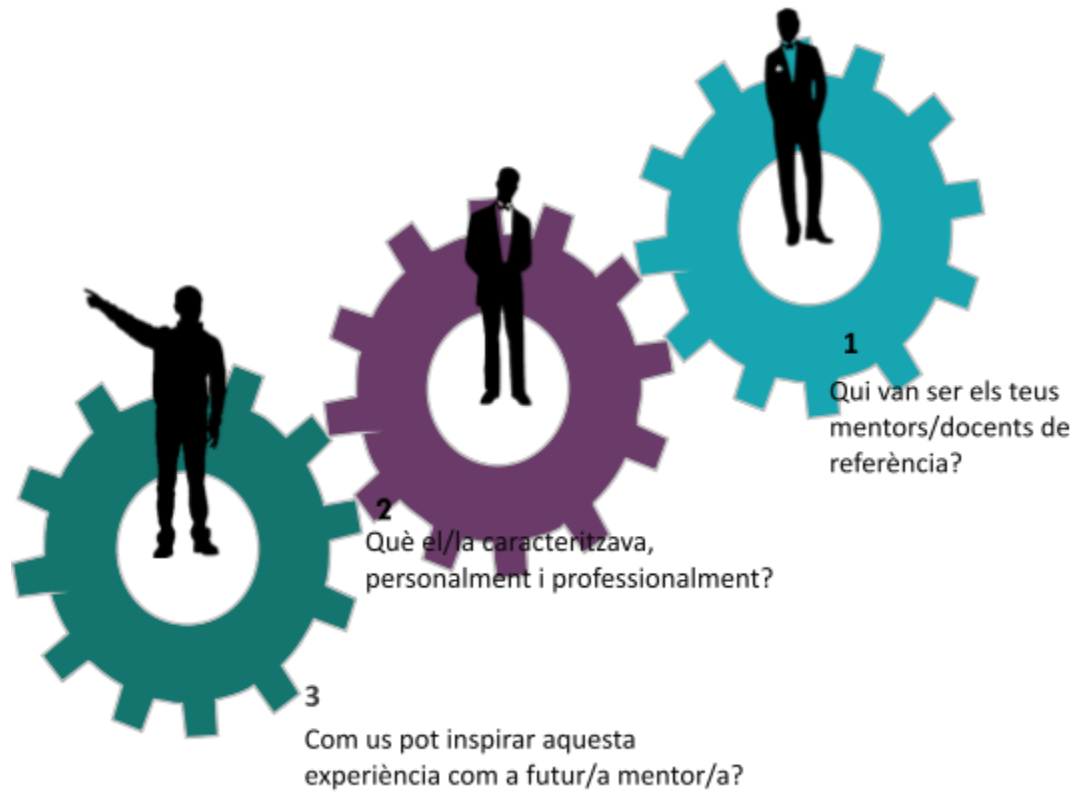 1
Qui van ser els teus
mentors/docents de
referència?
2
Què el/la caracteritzava,
personalment i professionalment?
3
Com us pot inspirar aquesta
experiència com a futur/a mentor/a?